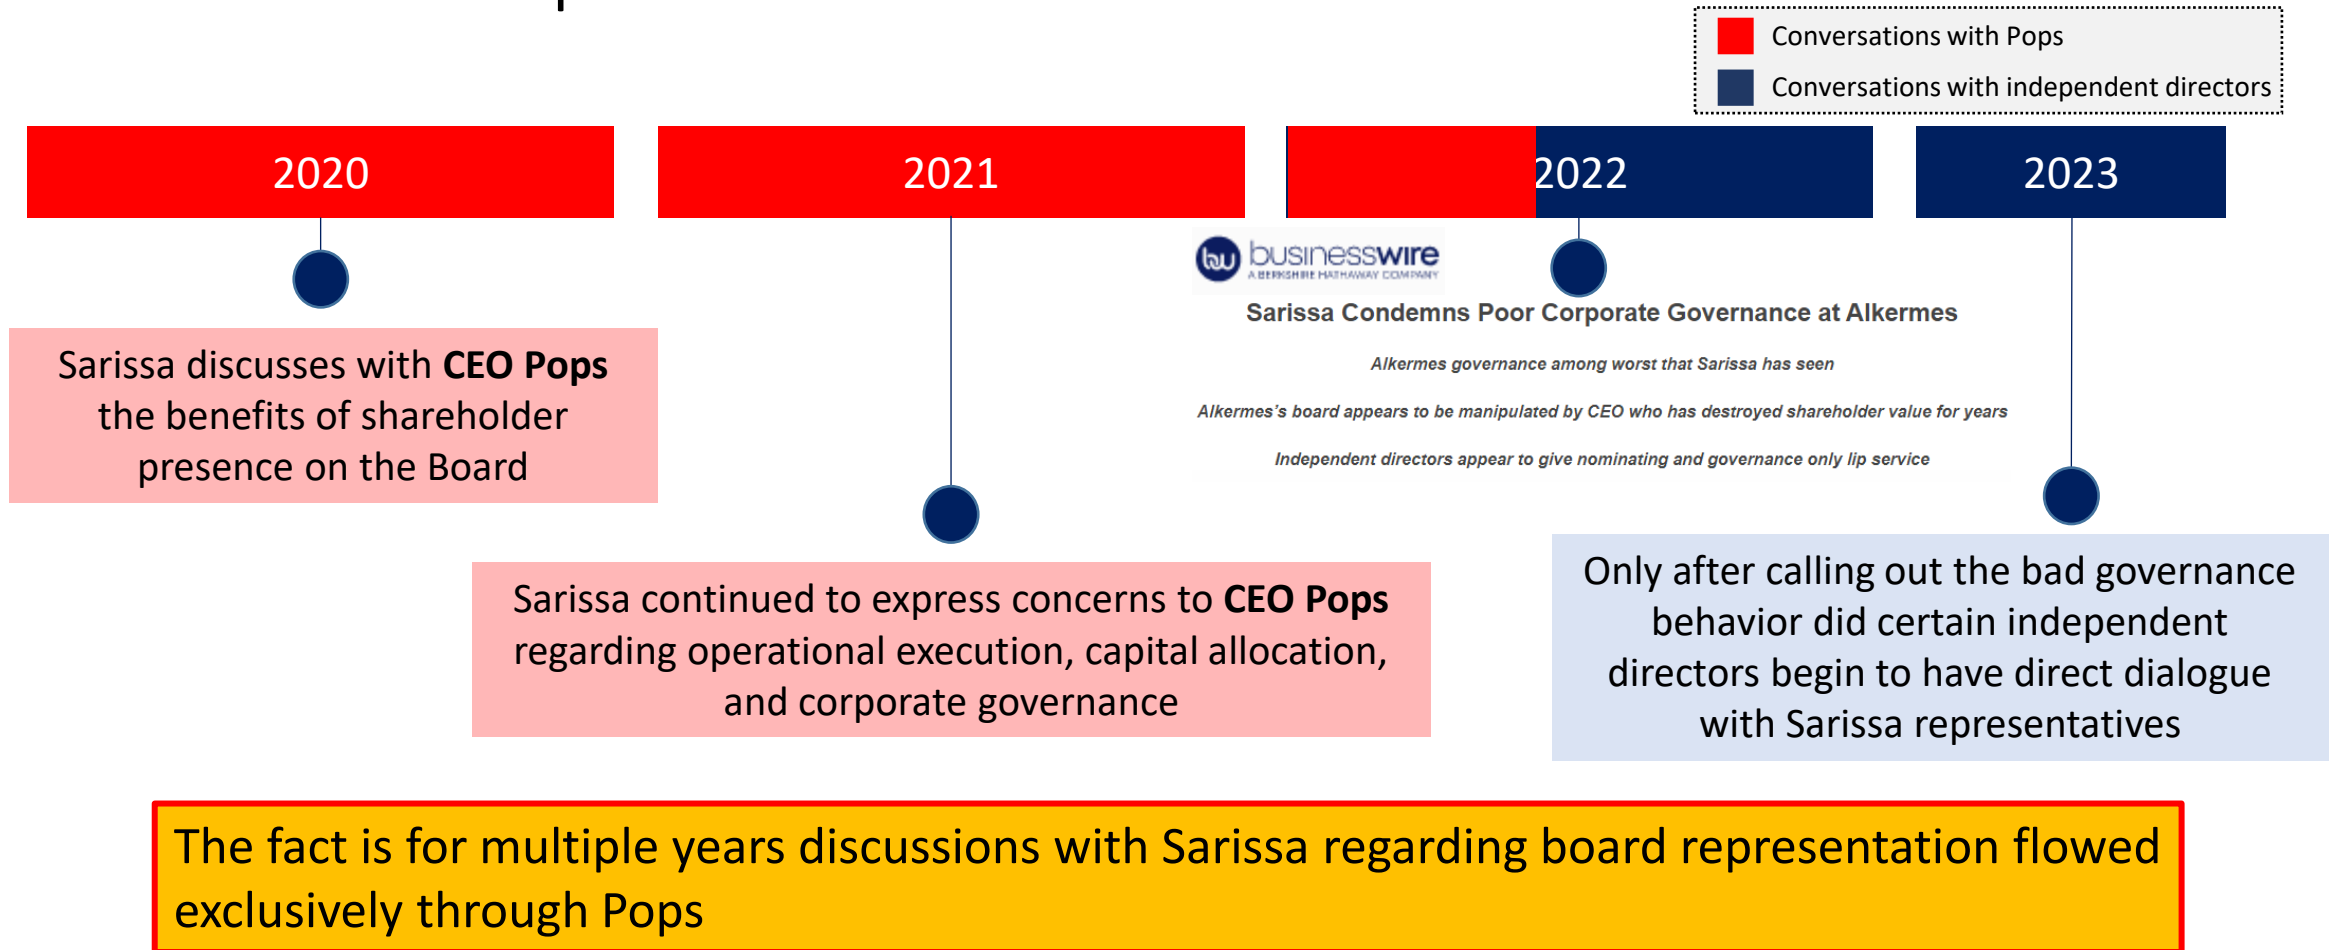 Conversations with Pops
Conversations with independent directors
2020
2021
2022
2023
bw businesswire
A BERKSHIRE HATHAWAY COMPANY
Sarissa Condemns Poor Corporate Governance at Alkermes
Alkermes governance among worst that Sarissa has seen
Alkermes's board appears to be manipulated by CEO who has destroyed shareholder value for years
Independent directors appear to give nominating and governance only lip service
Sarissa discusses with CEO Pops
the benefits of shareholder
presence on the Board
Sarissa continued to express concerns to CEO Pops
regarding operational execution, capital allocation,
and corporate governance
Only after calling out the bad governance
behavior did certain independent
directors begin to have direct dialogue
with Sarissa representatives
The fact is for multiple years discussions with Sarissa regarding board representation flowed
exclusively through Pops